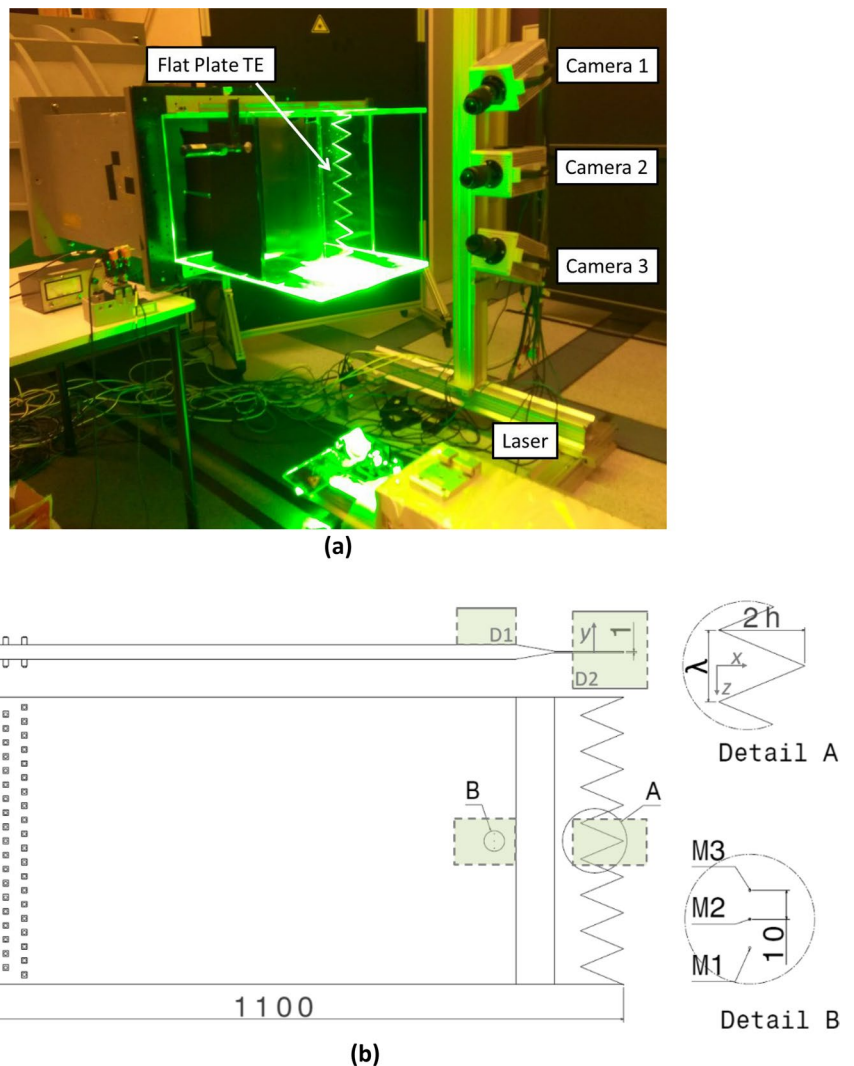 Flat Plate TE
Camera 1
Camera 2
Camera 3
Laser
(a)
D1
y
1
D2
2h
λ
x
z
Detail A
B
A
M3
M2
10
M1
Detail B
1100
(b)